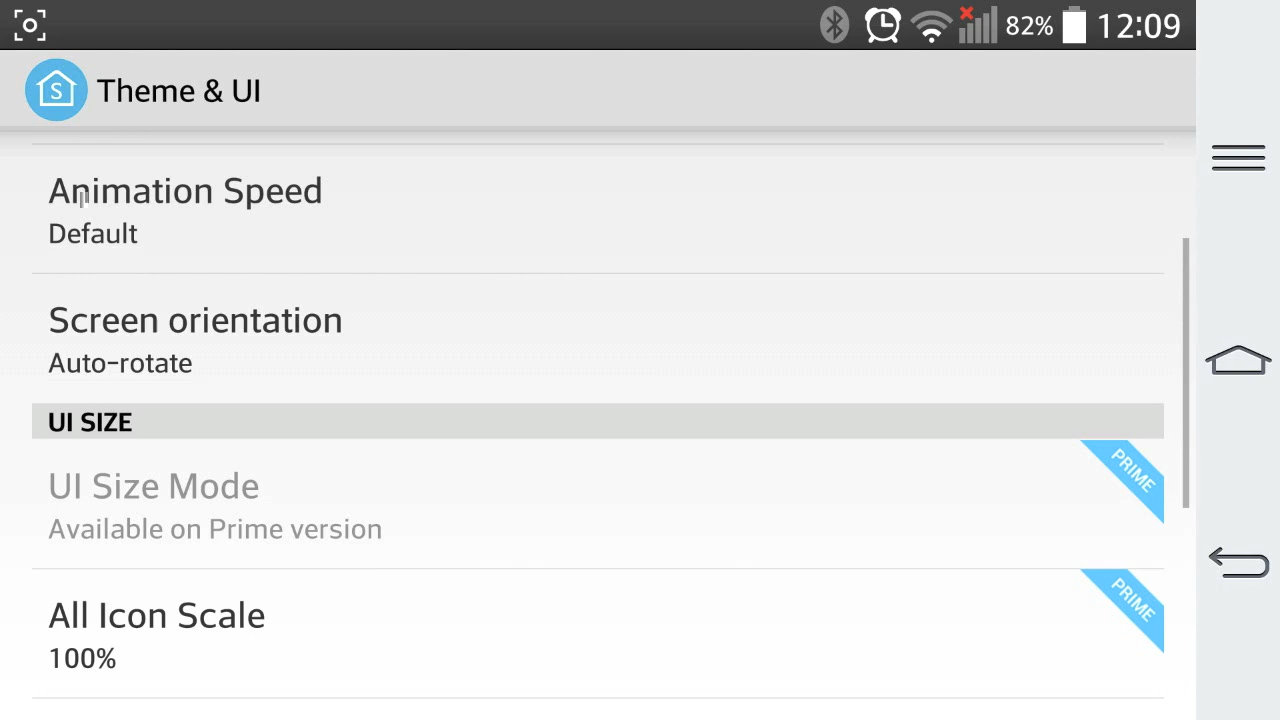 82% 12:09
S Theme & UI
Animation Speed
Default
Screen orientation
Auto-rotate
UI SIZE
UI Size Mode
Available on Prime version
PRIME
All Icon Scale
100%
PRIME